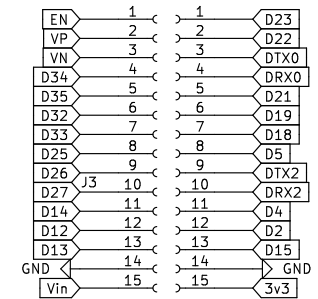 EN 1 1 D23
VP 2 2 D22
VN 3 3 DTX0
D34 4 4 DRX0
D35 5 5 D21
D32 6 6 D19
D33 7 7 D18
D25 8 8 D5
D26 9 9 DTX2
J3
D27 10 10 DRX2
D14 11 11 D4
D12 12 12 D2
D13 13 13 D15
GND 14 14 GND
Vin 15 15 3v3